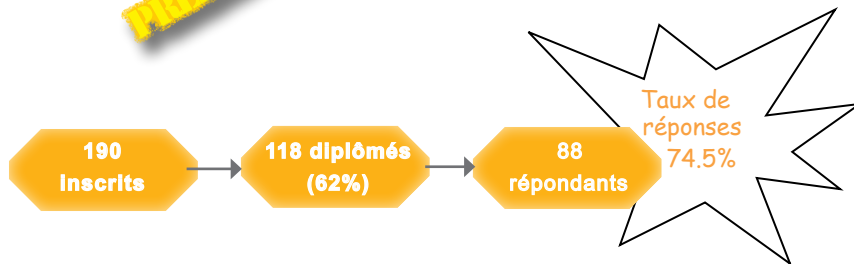 190
inscrits
118 diplômés
(62%)
88
répondants
Taux de
réponses
74.5%